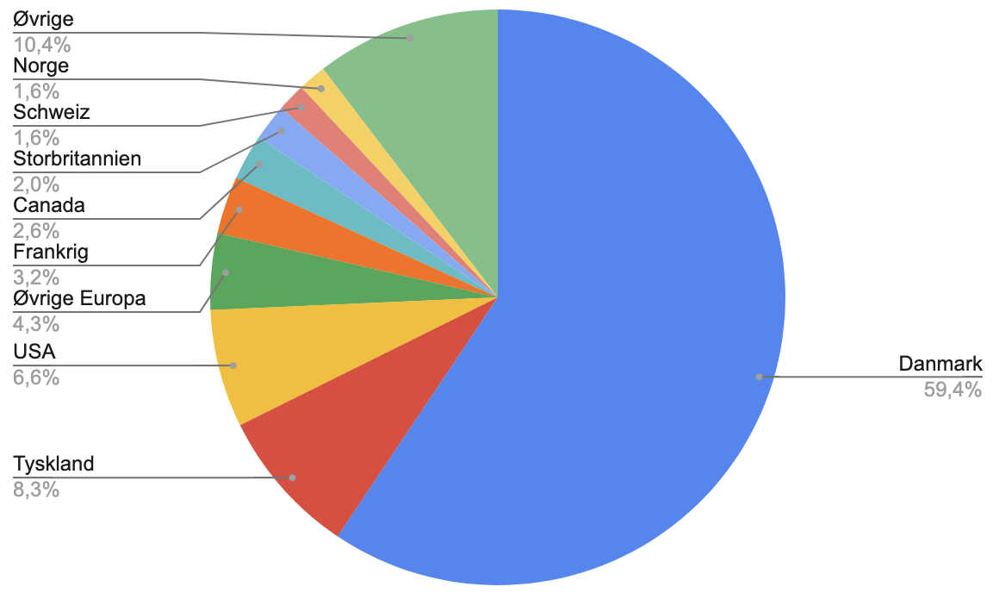 Øvrige
10,4%
Norge
1,6%
Schweiz
1,6%
Storbritannien
2,0%
Canada
2,6%
Frankrig
3,2%
Øvrige Europa
4,3%
USA
6,6%
Tyskland
8,3%
Danmark
59,4%